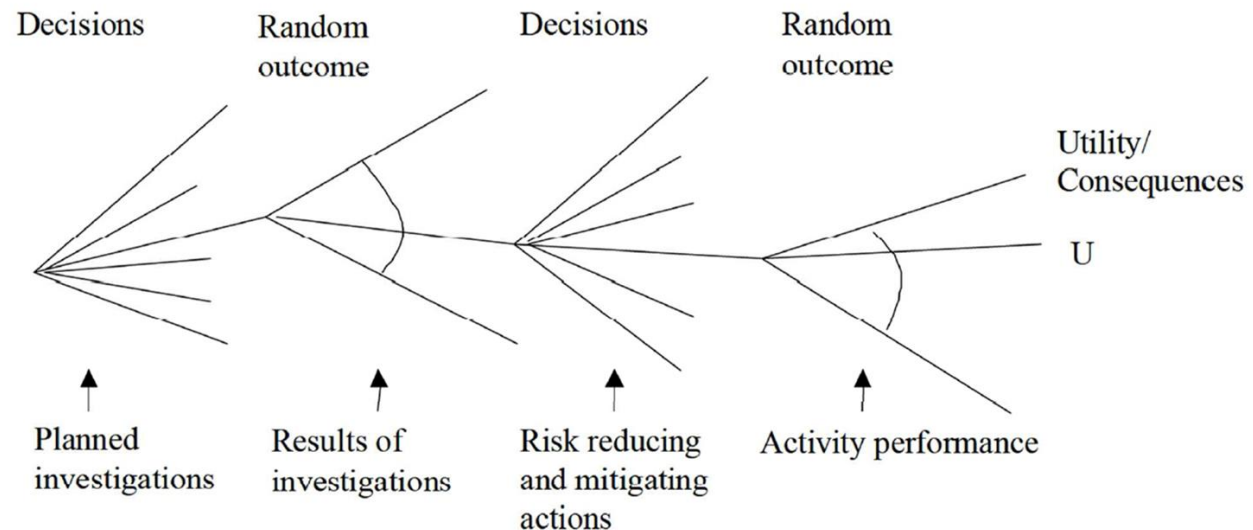 Decisions
Random
outcome
Decisions
Random
outcome
Utility/
Consequences
U
Planned
investigations
Results of
investigations
Risk reducing
and mitigating
actions
Activity performance